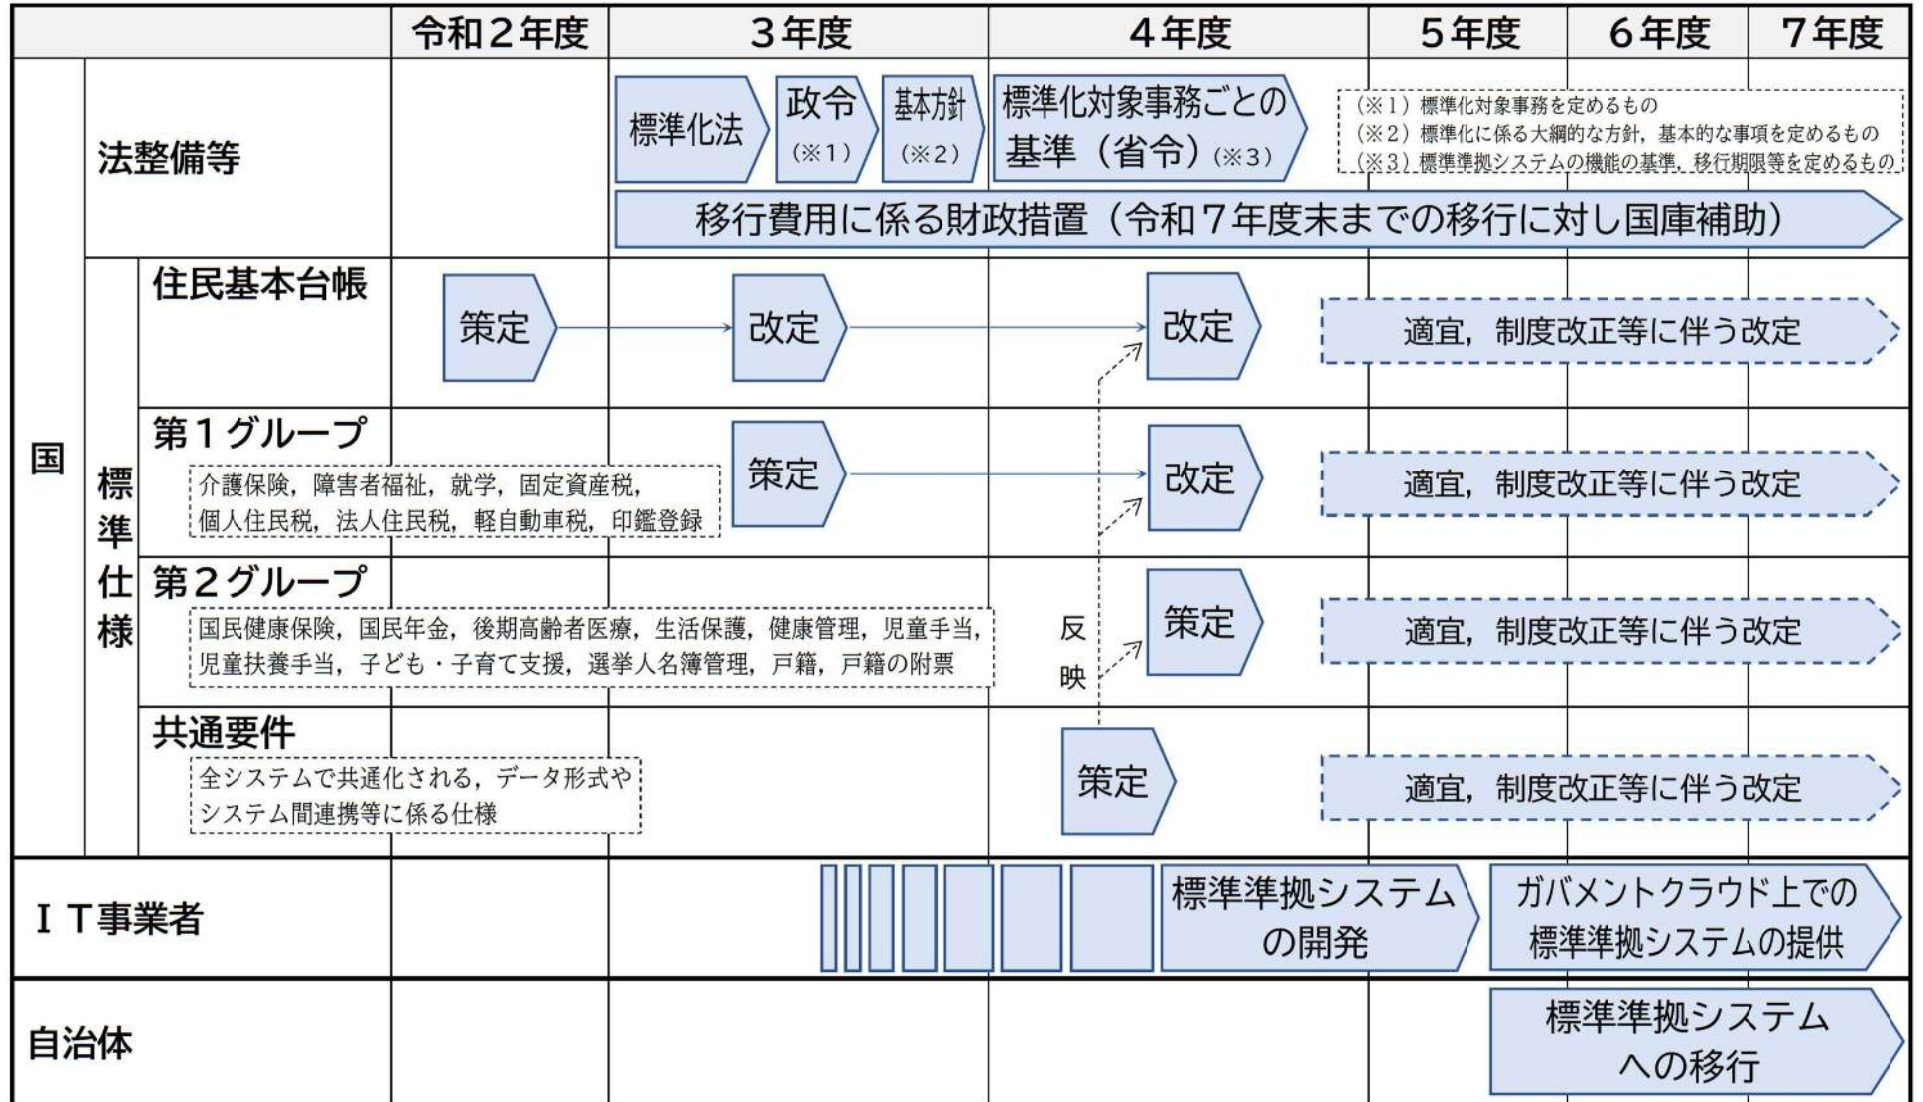 令和２年度
３年度
４年度
５年度
６年度
７年度
国
法整備等
標準化法
政令
（※１）
基本方針
（※２）
標準化対象事務ごとの
基準（省令）（※３）
（※１）標準化対象事務を定めるもの
（※２）標準化に係る大綱的な方針，基本的な事項を定めるもの
（※３）標準準拠システムの機能の基準，移行期限等を定めるもの
移行費用に係る財政措置（令和７年度末までの移行に対し国庫補助）
標準仕様
住民基本台帳
策定
改定
改定
適宜，制度改正等に伴う改定
第１グループ
介護保険，障害者福祉，就学，固定資産税，
個人住民税，法人住民税，軽自動車税，印鑑登録
策定
改定
適宜，制度改正等に伴う改定
第２グループ
国民健康保険，国民年金，後期高齢者医療，生活保護，健康管理，児童手当，
児童扶養手当，子ども・子育て支援，選挙人名簿管理，戸籍，戸籍の附票
反映
策定
適宜，制度改正等に伴う改定
共通要件
全システムで共通化される，データ形式や
システム間連携等に係る仕様
策定
適宜，制度改正等に伴う改定
ＩＴ事業者
標準準拠システム
の開発
ガバメントクラウド上での
標準準拠システムの提供
自治体
標準準拠システム
への移行